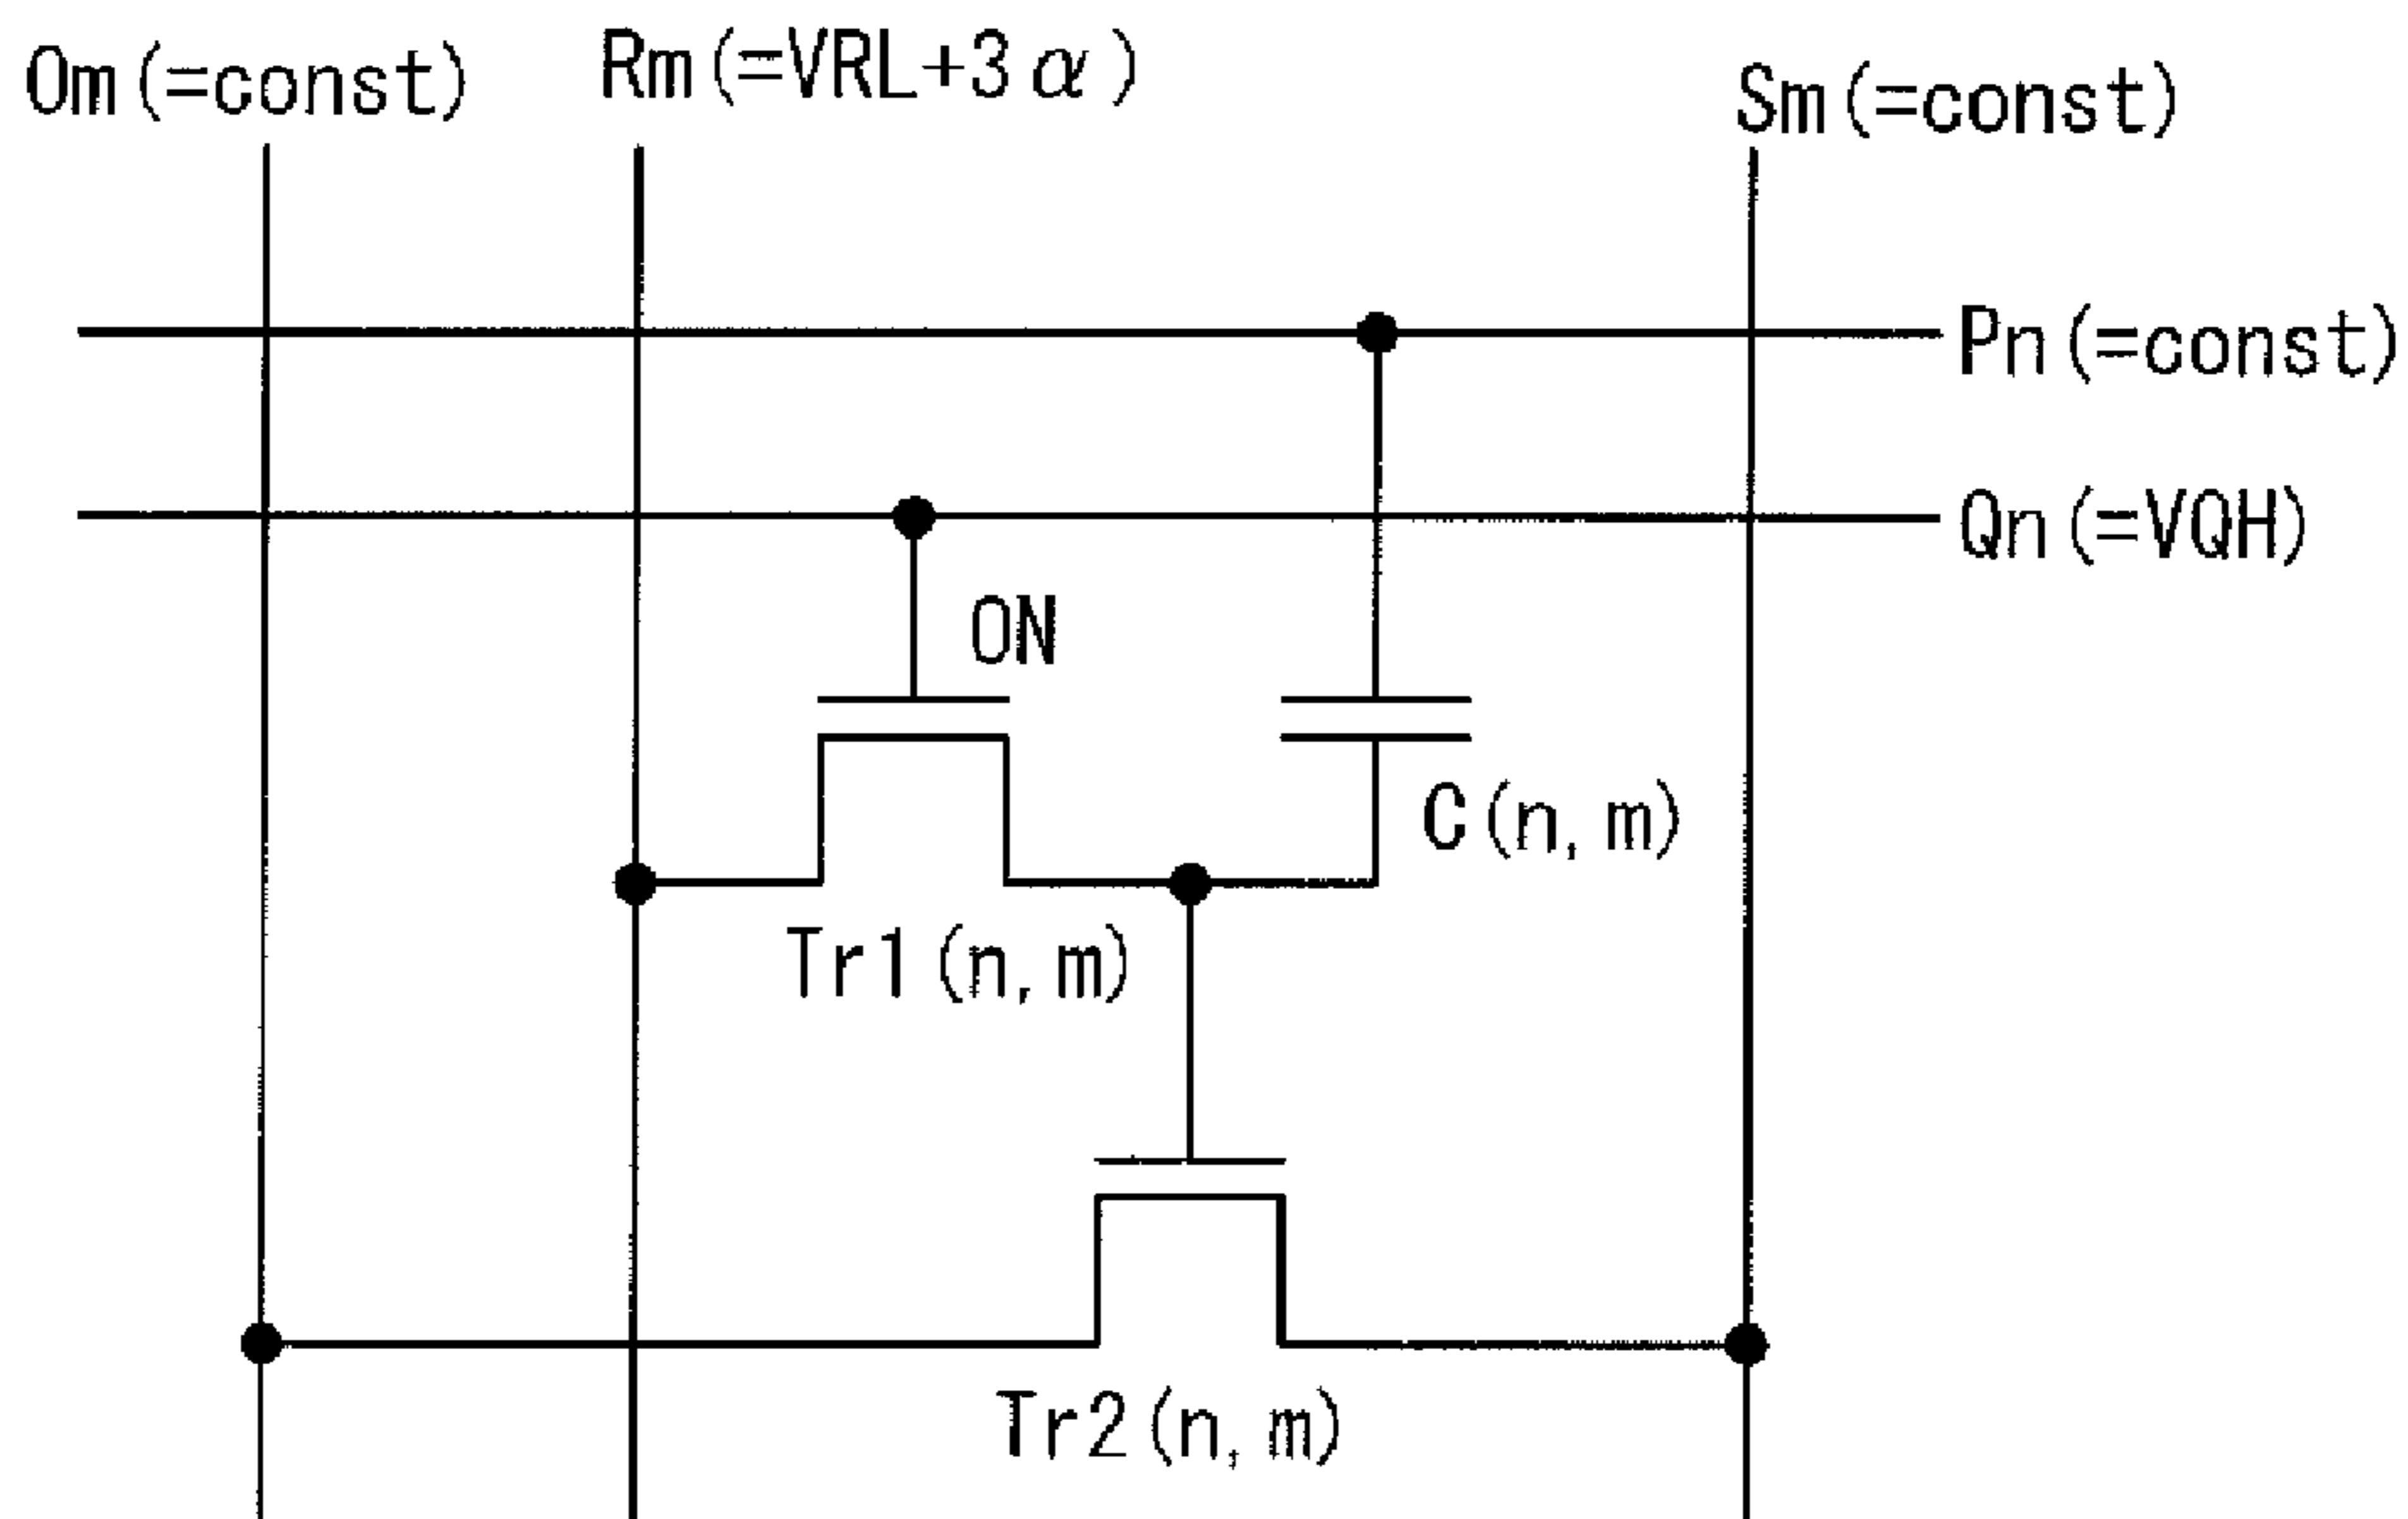 Om(=const)
Rm(=VRL+3α)
Sm(=const)
Pn(=const)
Qn(=VQH)
ON
C(n,m)
Tr1(n,m)
Tr2(n,m)